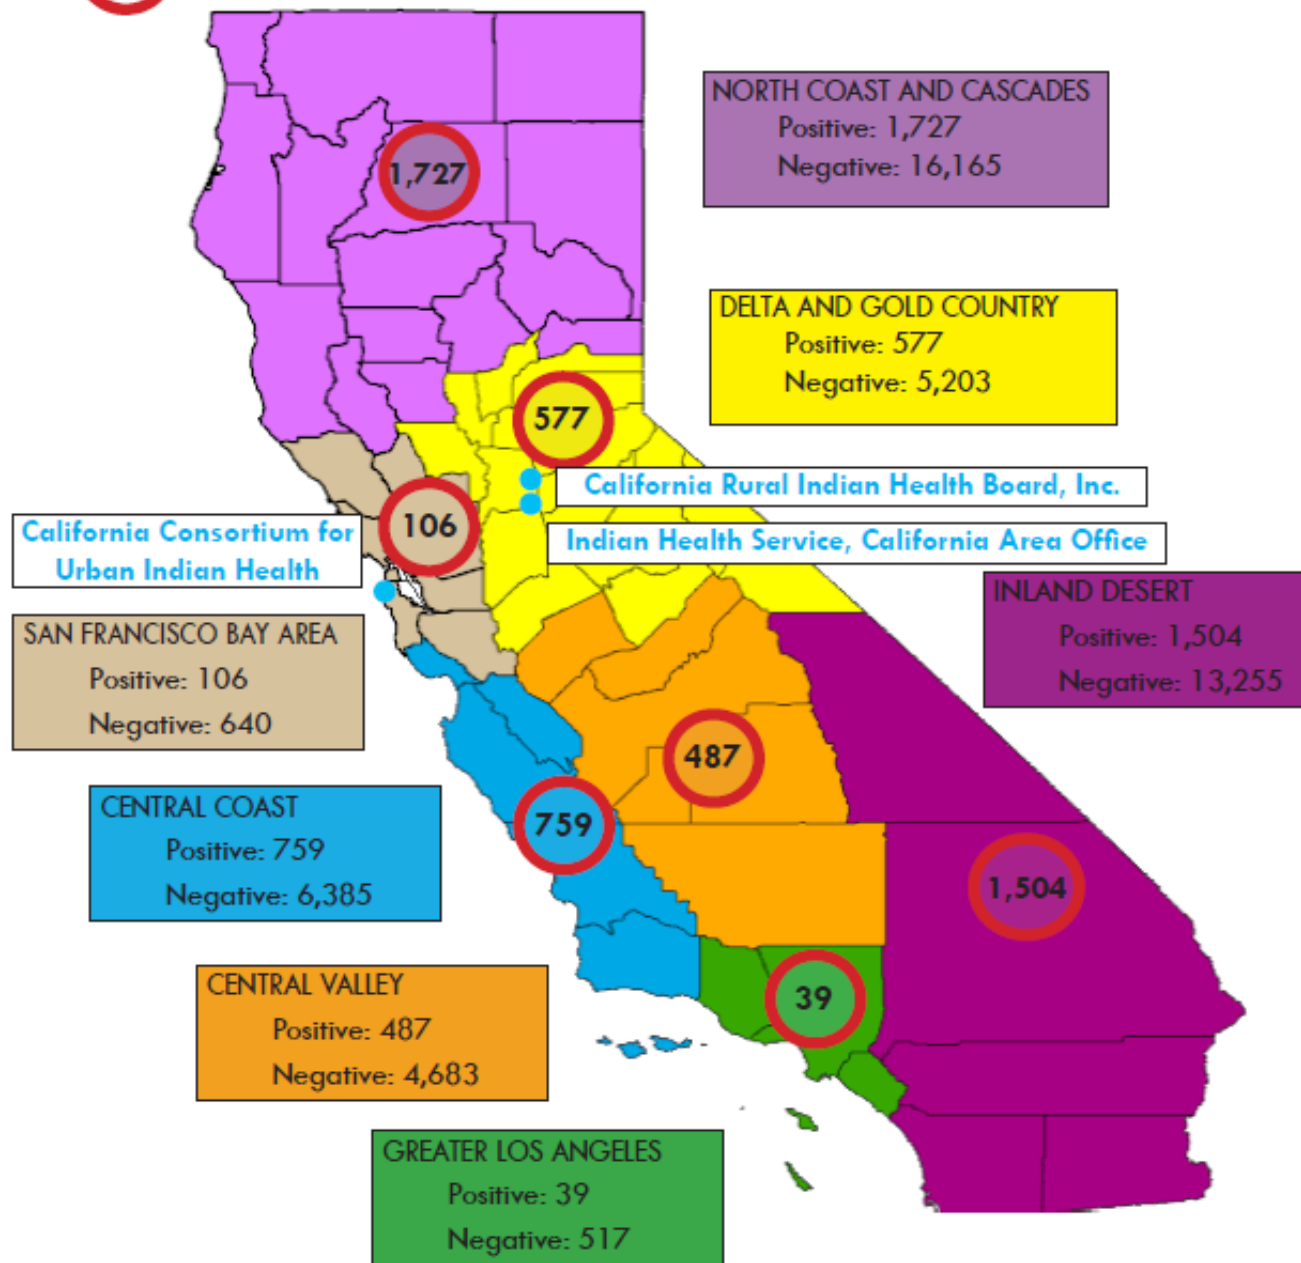 NORTH COAST AND CASCADES
Positive: 1,727
Negative: 16,165
1,727
DELTA AND GOLD COUNTRY
Positive: 577
Negative: 5,203
577
California Rural Indian Health Board, Inc.
106
California Consortium for
Urban Indian Health
Indian Health Service, California Area Office
INLAND DESERT
Positive: 1,504
Negative: 13,255
SAN FRANCISCO BAY AREA
Positive: 106
Negative: 640
487
CENTRAL COAST
Positive: 759
Negative: 6,385
759
1,504
CENTRAL VALLEY
Positive: 487
Negative: 4,683
39
GREATER LOS ANGELES
Positive: 39
Negative: 517